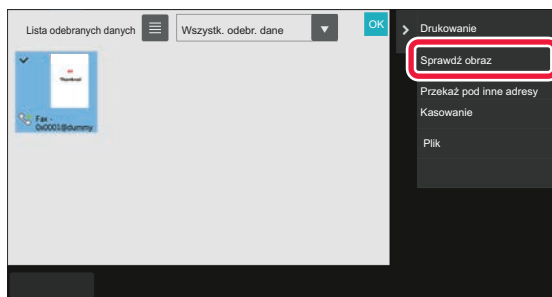 Lista odebranych danych
Wszystk. odebr. dane
OK
Drukowanie
Sprawdź obraz
Przekaż pod inne adresy
Kasowanie
Plik
Thumbnail
Fax -
0x0001@dummy